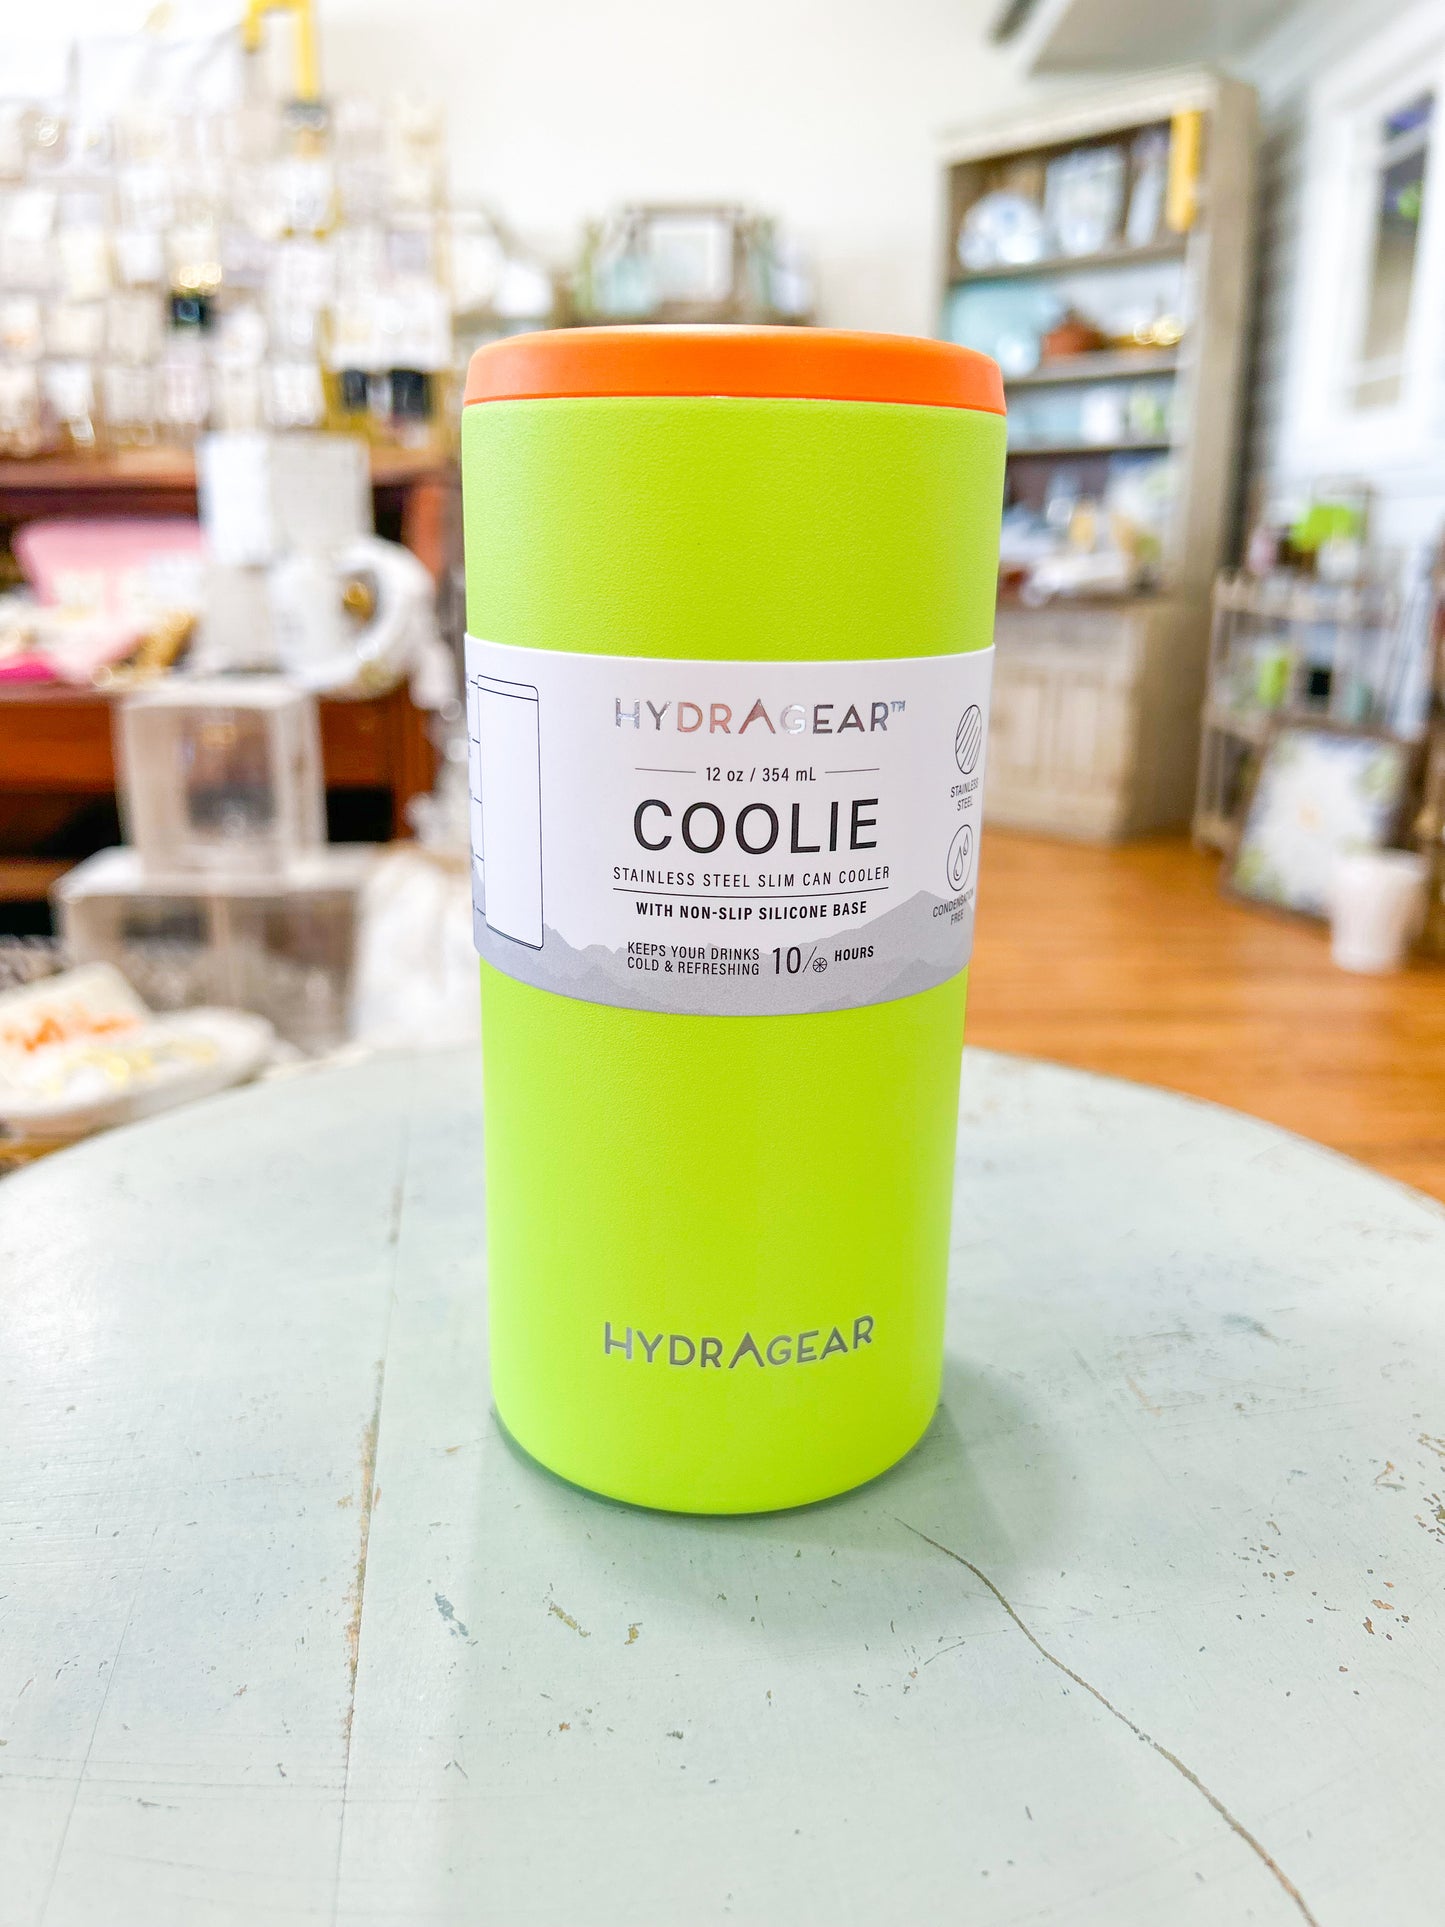 HYDRAGEAR™
12 oz / 354 mL
COOLIE
STAINLESS STEEL SLIM CAN COOLER
WITH NON-SLIP SILICONE BASE
KEEPS YOUR DRINKS
COLD & REFRESHING
10/
HOURS
STAINLESS
STEEL
CONDENSATION
FREE
HYDRAGEAR